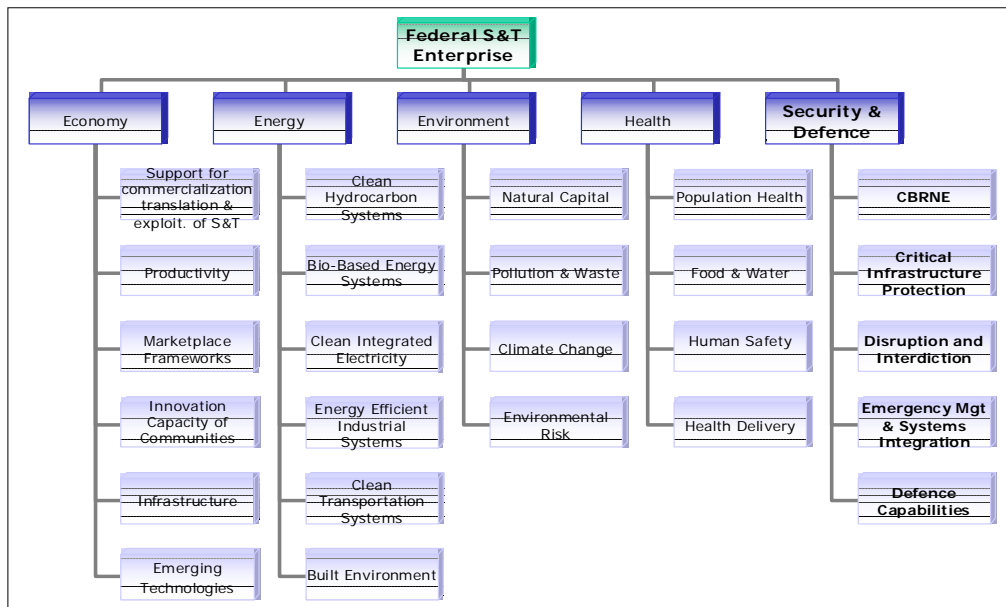 Federal S&T
Enterprise
Economy
Energy
Environment
Health
Security &
Defence
Support for
commercialization
translation &
exploit. of S&T
Productivity
Marketplace
Frameworks
Innovation
Capacity of
Communities
Infrastructure
Emerging
Technologies
Clean
Hydrocarbon
Systems
Bio-Based Energy
Systems
Clean Integrated
Electricity
Energy Efficient
Industrial
Systems
Clean
Transportation
Systems
Built Environment
Natural Capital
Pollution & Waste
Climate Change
Environmental
Risk
Population Health
Food & Water
Human Safety
Health Delivery
CBRNE
Critical
Infrastructure
Protection
Disruption and
Interdiction
Emergency Mgt
& Systems
Integration
Defence
Capabilities